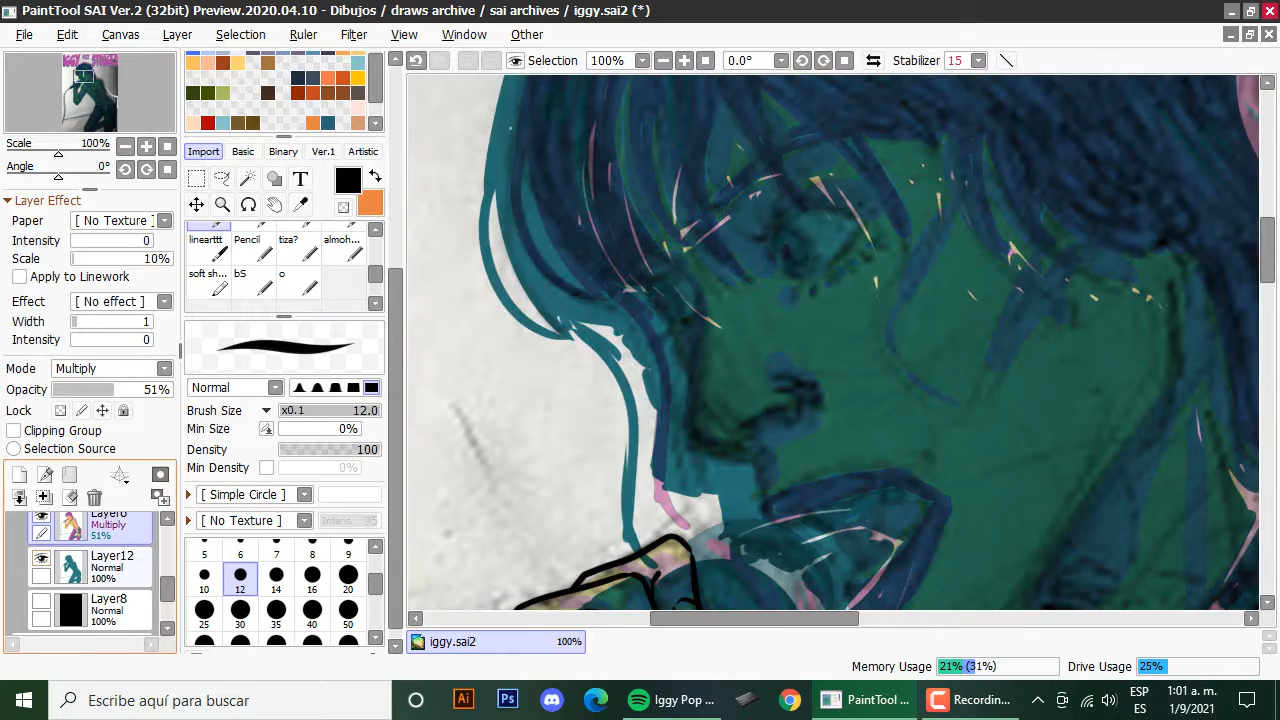 PaintTool SAI Ver.2 (32bit) Preview.2020.04.10 - Dibujos / draws archive / sai archives / iggy.sai2 (*)
File Edit Canvas Layer Selection Ruler Filter View Window Other
Selection 100% 0.0° Stabilizer 15
Scale 100%
Angle 0°
Layer Effect
Paper [ No Texture ]
Intensity 0
Scale 10%
Apply to Linework
Effect [ No effect ]
Width 1
Intensity 0
Mode Multiply
Opacity 51%
Lock
Clipping Group
Selection Source
Multiply
51%
Layer12
Normal
100%
Layer8
Normal
100%
Import Basic Binary Ver.1 Artistic
T
linearttt Pencil tiza? almoh...
soft sh... bS o
Normal
Brush Size x0.1 12.0
Min Size 0%
Density 100
Min Density 0%
[ Simple Circle ]
[ No Texture ] Intens. 95
5 6 7 8 9
10 12 14 16 20
25 30 35 40 50
iggy.sai2 100%
Memory Usage 21% (31%) Drive Usage 25%
Escribe aquí para buscar
Ai Ps Iggy Pop ... PaintTool ... Recordin...
ESP
ES
1:01 a. m.
1/9/2021